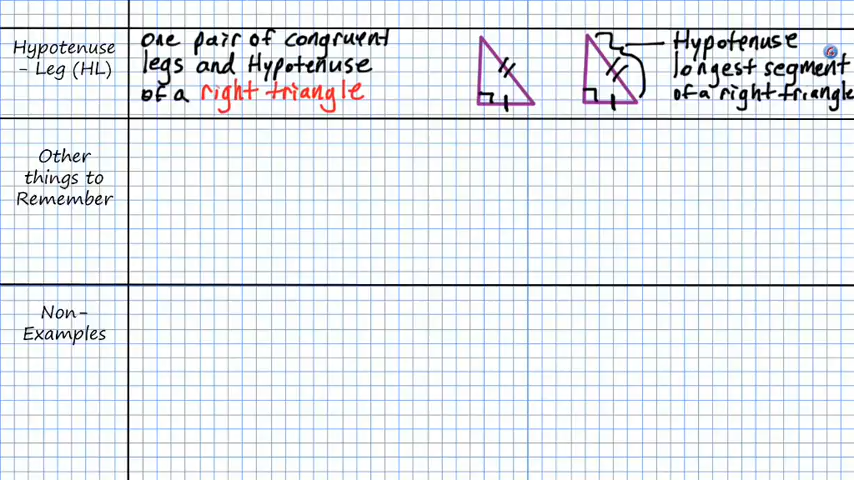 Hypotenuse
- Leg (HL)
one pair of congruent
legs and Hypotenuse
of a right triangle
Hypotenuse
longest segment
of a right triangle
Other
things to
Remember
Non-
Examples